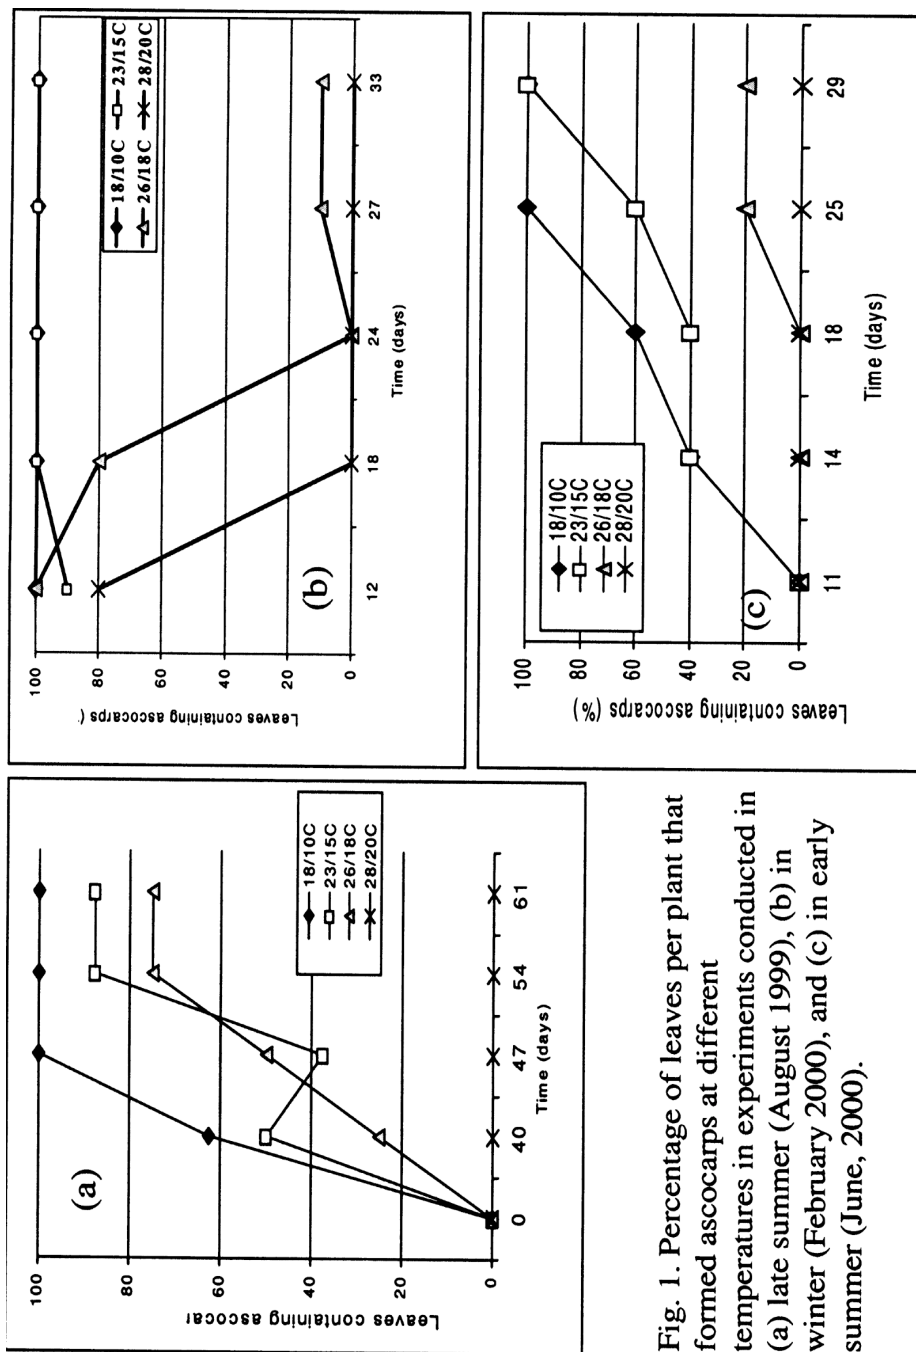 (a)
100
80
60
40
20
0
Leaves containing ascocar
0 40 47 54 61
Time (days)
18/10C
23/15C
26/18C
28/20C
(b)
100
80
60
40
20
0
Leaves containing ascocarps (
12 18 24 27 33
Time (days)
18/10C 23/15C
26/18C 28/20C
(c)
100
80
60
40
20
0
Leaves containing ascocarps (%)
11 14 18 25 29
Time (days)
18/10C
23/15C
26/18C
28/20C
Fig. 1. Percentage of leaves per plant that
formed ascocarps at different
temperatures in experiments conducted in
(a) late summer (August 1999), (b) in
winter (February 2000), and (c) in early
summer (June, 2000).